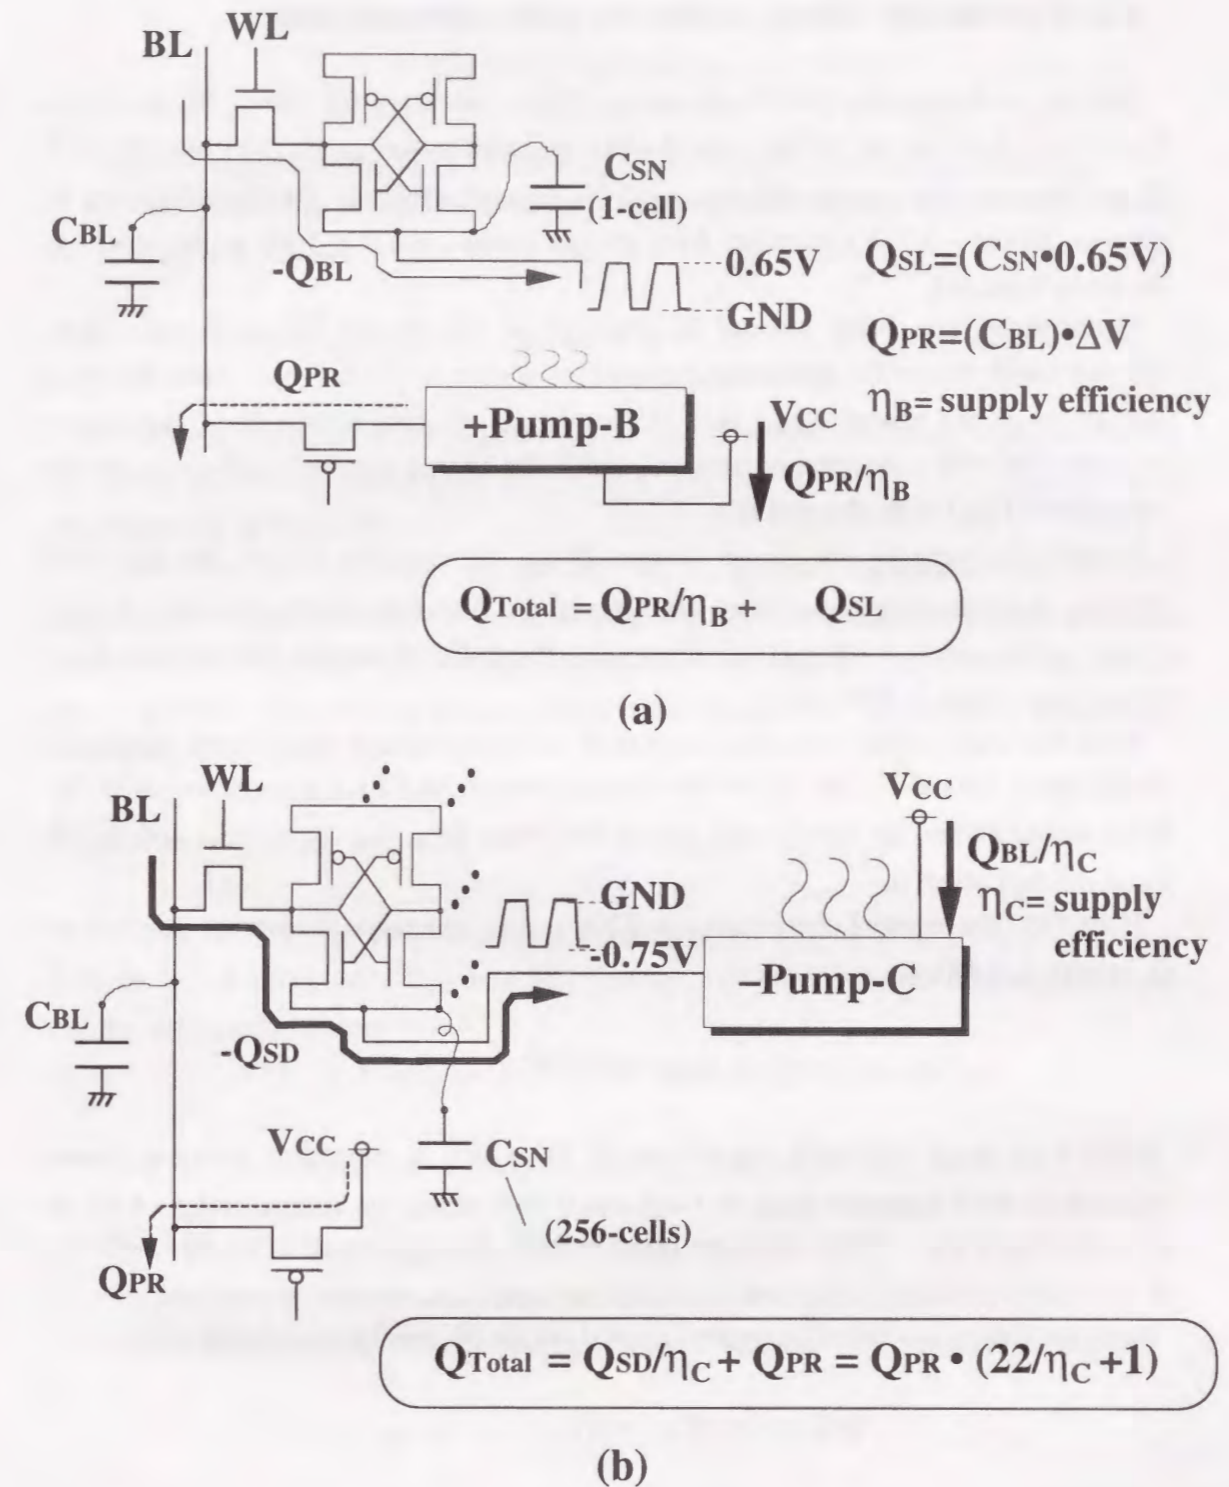 BL
WL
CSN
(1-cell)
CBL
-QBL
0.65V
GND
QSL=(CSN•0.65V)
QPR=(CBL)•ΔV
ηB= supply efficiency
QPR
+Pump-B
VCC
QPR/ηB
QTotal = QPR/ηB + QSL
(a)
BL
WL
VCC
QBL/ηC
ηC= supply
efficiency
GND
-0.75V
–Pump-C
CBL
-QSD
VCC
CSN
(256-cells)
QPR
QTotal = QSD/ηC + QPR = QPR • (22/ηC +1)
(b)